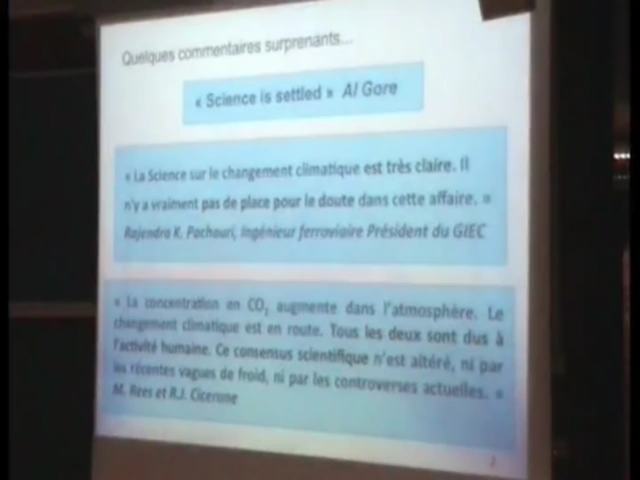 Quelques commentaires surprenants...
« Science is settled » Al Gore
« La Science sur le changement climatique est très claire. Il
n'y a vraiment pas de place pour le doute dans cette affaire. »
Rajendra K. Pachauri, Ingénieur ferroviaire Président du GIEC
« La concentration en CO₂ augmente dans l'atmosphère. Le
changement climatique est en route. Tous les deux sont dus à
l'activité humaine. Ce consensus scientifique n'est altéré, ni par
les récentes vagues de froid, ni par les controverses actuelles. »
M. Rees et R.J. Cicerone
2